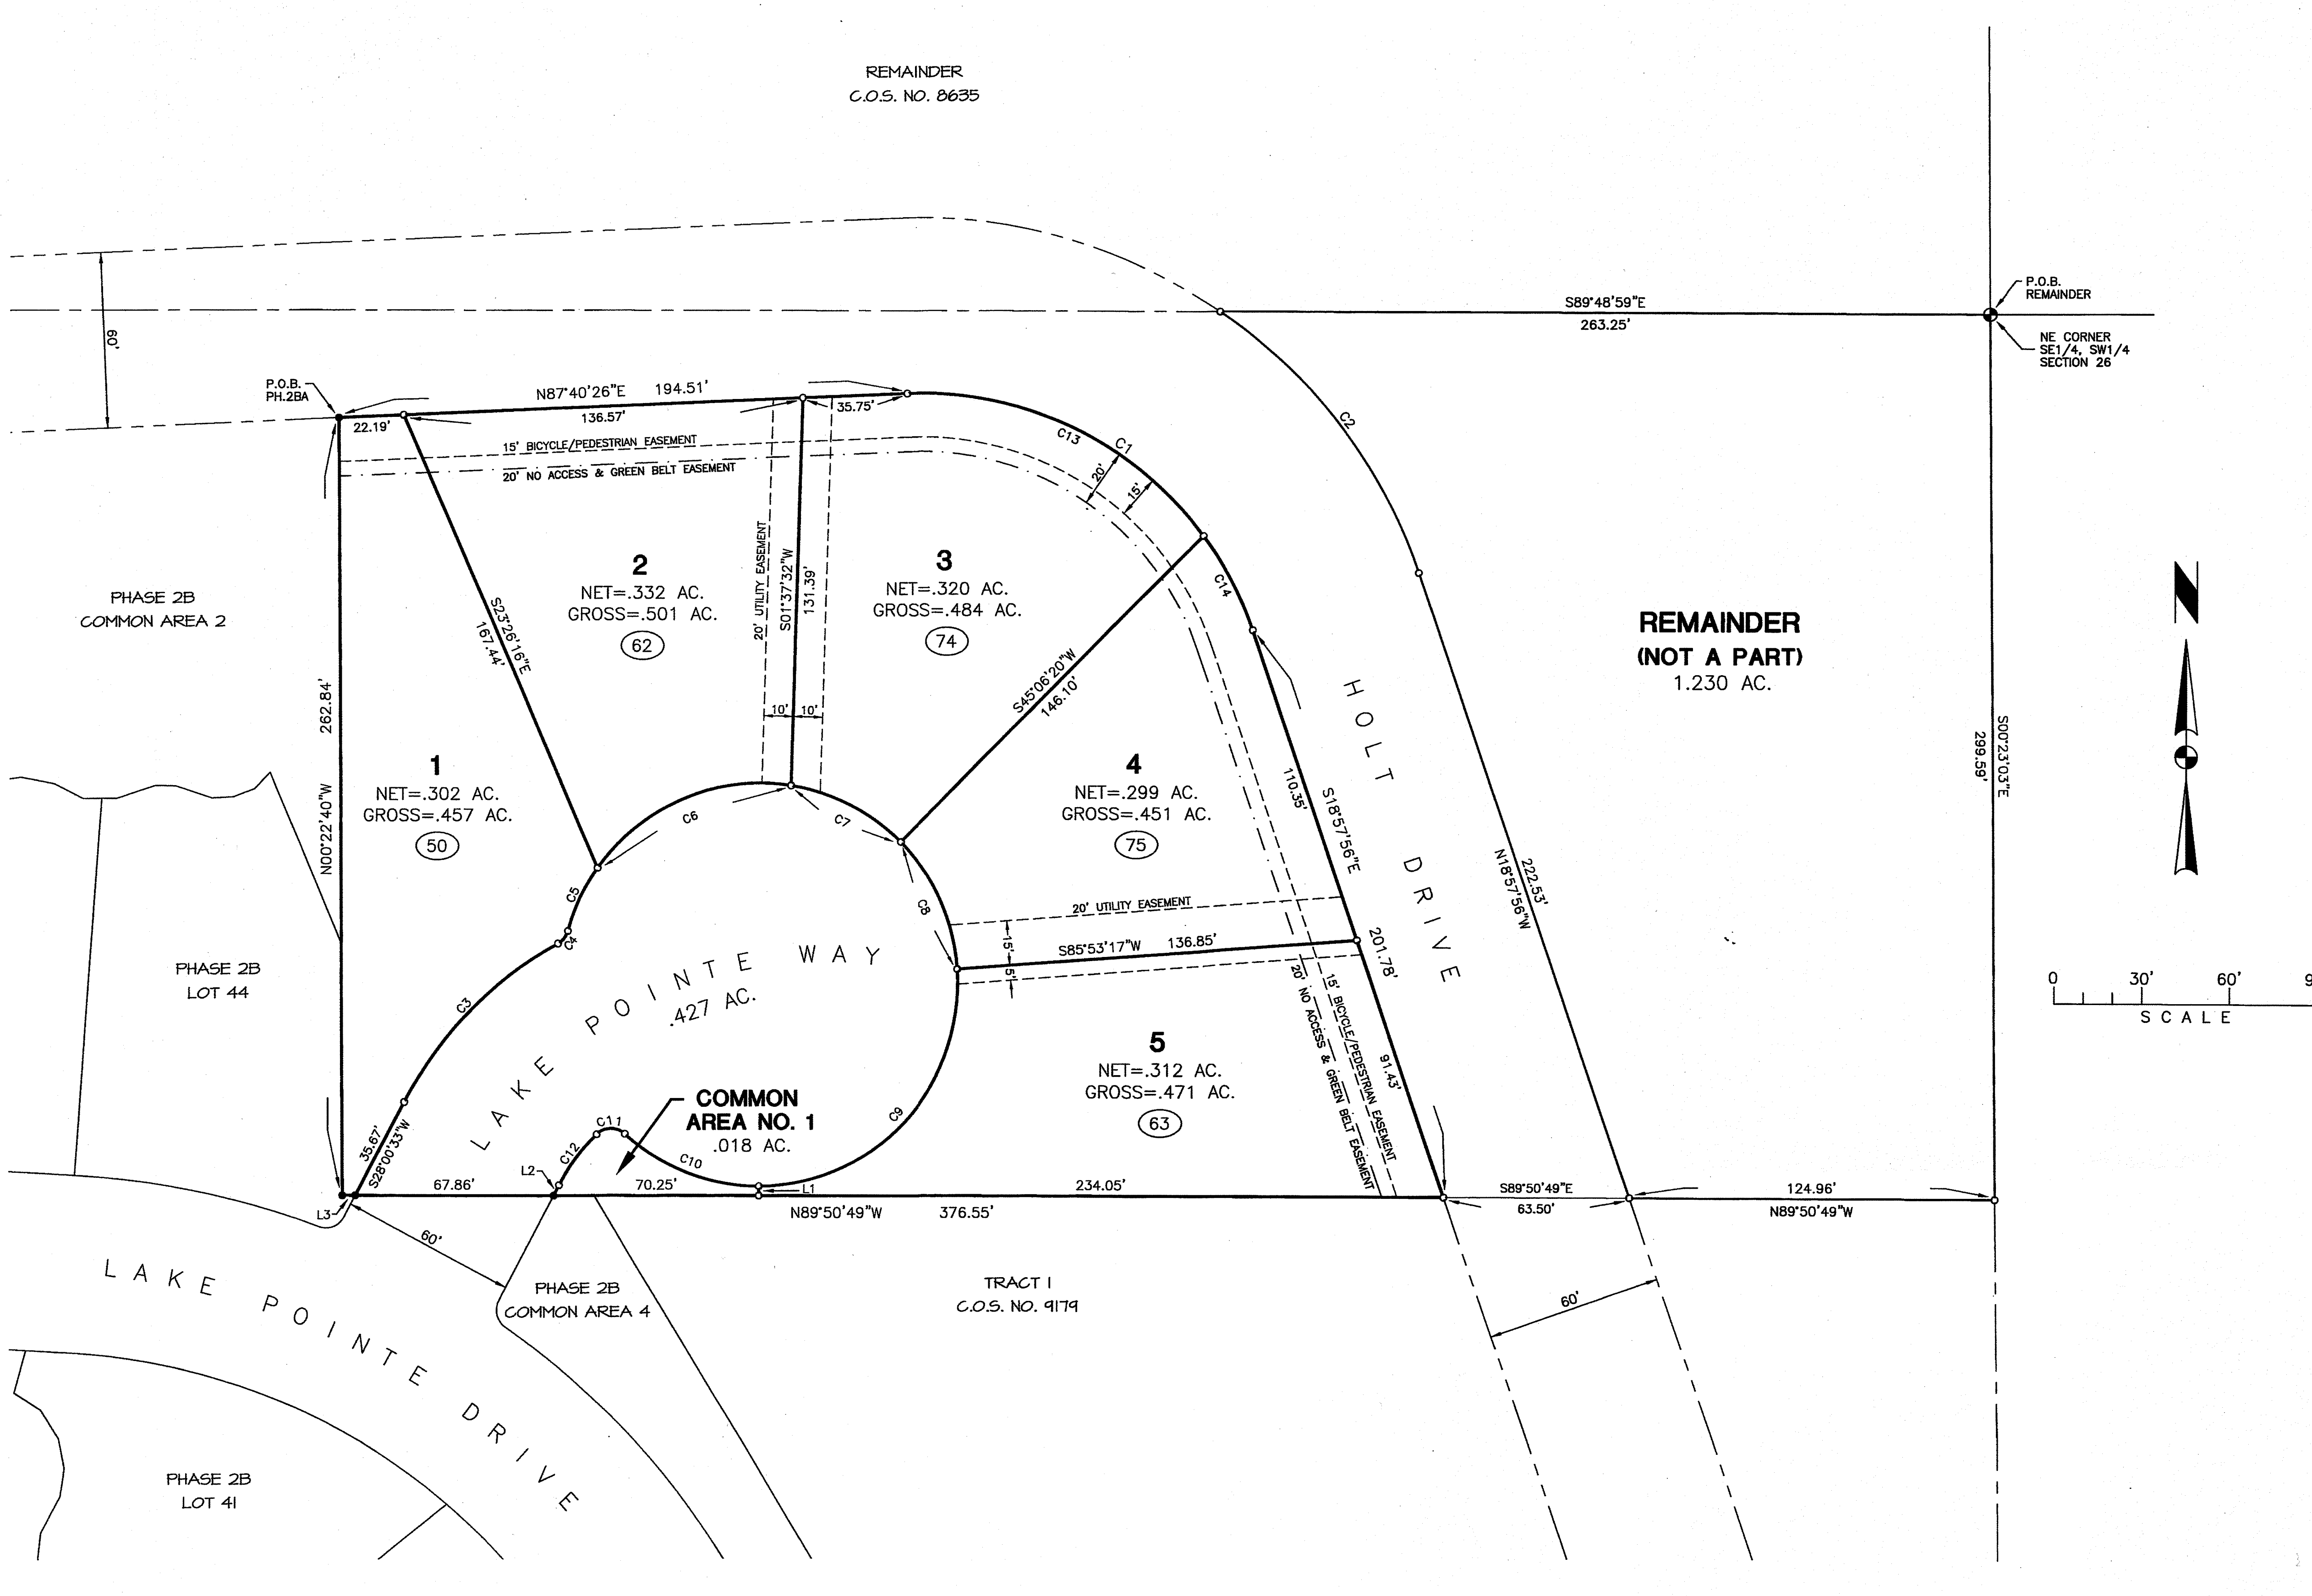 REMAINDER
C.O.S. NO. 8635
S89°48'59"E
263.25'
P.O.B.
REMAINDER
NE CORNER
SE1/4, SW1/4
SECTION 26
60'
P.O.B.
PH.2BA
N87°40'26"E 194.51'
22.19'
136.57'
35.75'
15' BICYCLE/PEDESTRIAN EASEMENT
20' NO ACCESS & GREEN BELT EASEMENT
C13
C1
C2
20'
15'
C14
PHASE 2B
COMMON AREA 2
N00°22'40"W 262.84'
S23°26'16"E
167.44'
2
NET=.332 AC.
GROSS=.501 AC.
62
20' UTILITY EASEMENT
S01°37'32"W
131.39'
10'
10'
3
NET=.320 AC.
GROSS=.484 AC.
74
S45°06'20"W
146.10'
REMAINDER
(NOT A PART)
1.230 AC.
HOLT DRIVE
S00°23'03"E
299.59'
N
1
NET=.302 AC.
GROSS=.457 AC.
50
4
NET=.299 AC.
GROSS=.451 AC.
75
110.35'
S18°57'56"E
201.78'
222.53'
N18°57'56"W
C6
C7
C5
C4
C8
C3
20' UTILITY EASEMENT
15'
S85°53'17"W 136.85'
5'
LAKE POINTE WAY
.427 AC.
PHASE 2B
LOT 44
0 30' 60' 9
SCALE
5
NET=.312 AC.
GROSS=.471 AC.
63
20' NO ACCESS & GREEN BELT EASEMENT
15' BICYCLE/PEDESTRIAN EASEMENT
91.43'
COMMON
AREA NO. 1
.018 AC.
C9
C10
C11
C12
35.67'
S28°00'33"W
L2
L1
L3
67.86'
70.25'
234.05'
N89°50'49"W 376.55'
S89°50'49"E
63.50'
124.96'
N89°50'49"W
60'
PHASE 2B
COMMON AREA 4
TRACT 1
C.O.S. NO. 9179
60'
LAKE POINTE DRIVE
PHASE 2B
LOT 41